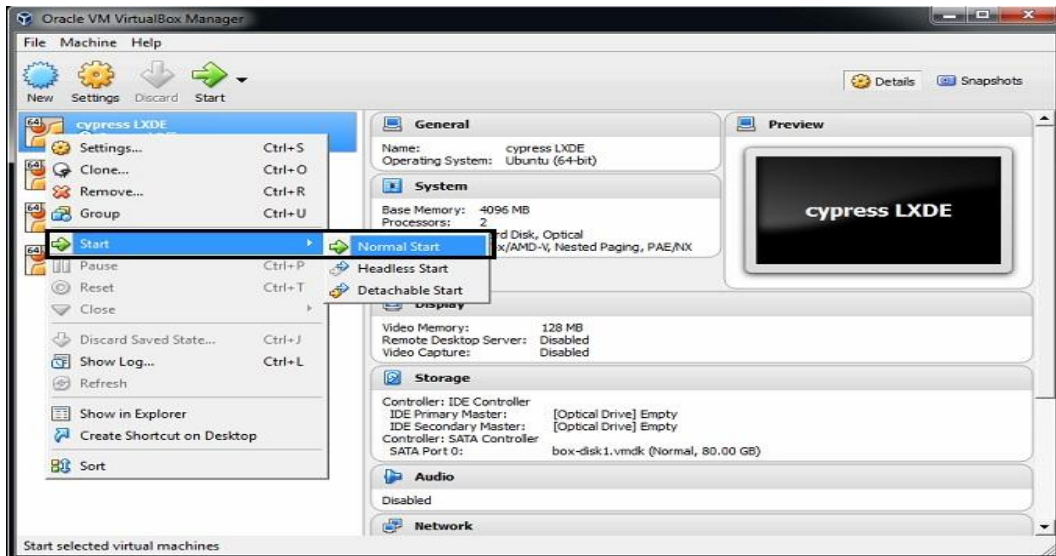 Oracle VM VirtualBox Manager
File Machine Help
New Settings Discard Start
Details Snapshots
64 cypress LXDE
Settings... Ctrl+S
64 Clone... Ctrl+O
Remove... Ctrl+R
64 Group Ctrl+U
64 Start
Pause Ctrl+P
Reset Ctrl+T
Close
Discard Saved State... Ctrl+J
Show Log... Ctrl+L
Refresh
Show in Explorer
Create Shortcut on Desktop
Sort
Normal Start
Headless Start
Detachable Start
General
Name: cypress LXDE
Operating System: Ubuntu (64-bit)
System
Base Memory: 4096 MB
Processors: 2
rd Disk, Optical
x/AMD-V, Nested Paging, PAE/NX
Display
Video Memory: 128 MB
Remote Desktop Server: Disabled
Video Capture: Disabled
Storage
Controller: IDE Controller
IDE Primary Master: [Optical Drive] Empty
IDE Secondary Master: [Optical Drive] Empty
Controller: SATA Controller
SATA Port 0: box-disk1.vmdk (Normal, 80.00 GB)
Audio
Disabled
Network
Preview
cypress LXDE
Start selected virtual machines